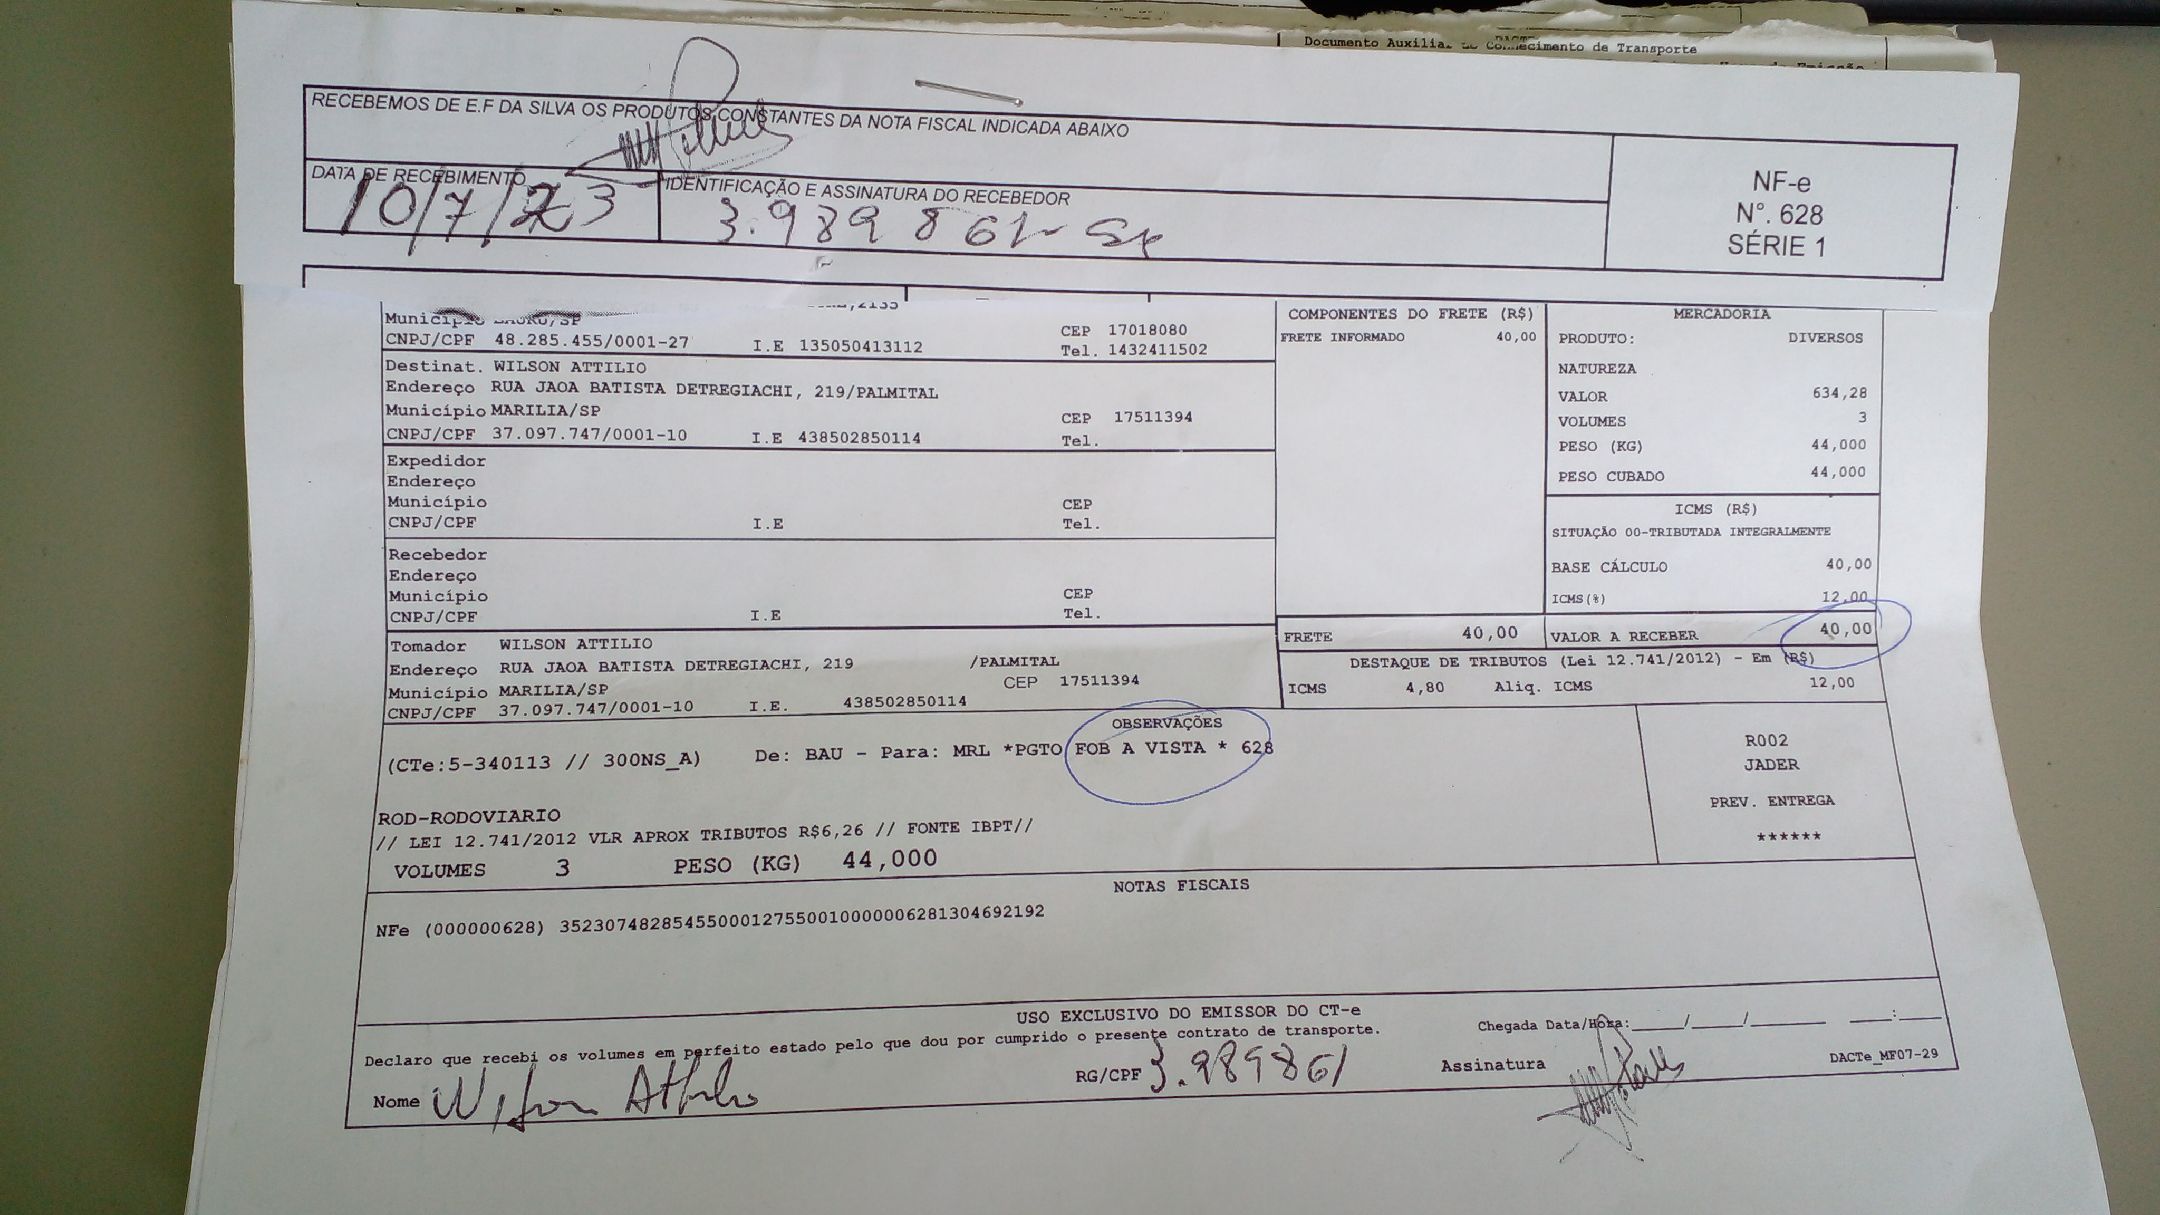 Documento Auxiliar de Conhecimento de Transporte
RECEBEMOS DE E.F DA SILVA OS PRODUTOS CONSTANTES DA NOTA FISCAL INDICADA ABAIXO
DATA DE RECEBIMENTO
10/7/23
IDENTIFICAÇÃO E ASSINATURA DO RECEBEDOR
3.989861
NF-e
N°. 628
SÉRIE 1
,2133
Município BAURU/SP
CEP 17018080
CNPJ/CPF 48.285.455/0001-27 I.E 135050413112 Tel. 1432411502
Destinat. WILSON ATTILIO
Endereço RUA JAOA BATISTA DETREGIACHI, 219/PALMITAL
Município MARILIA/SP CEP 17511394
CNPJ/CPF 37.097.747/0001-10 I.E 438502850114 Tel.
Expedidor
Endereço
Município CEP
CNPJ/CPF I.E Tel.
Recebedor
Endereço
Município CEP
CNPJ/CPF I.E Tel.
Tomador WILSON ATTILIO
Endereço RUA JAOA BATISTA DETREGIACHI, 219 /PALMITAL
Município MARILIA/SP CEP 17511394
CNPJ/CPF 37.097.747/0001-10 I.E. 438502850114
COMPONENTES DO FRETE (R$)
FRETE INFORMADO 40,00
MERCADORIA
PRODUTO: DIVERSOS
NATUREZA
VALOR 634,28
VOLUMES 3
PESO (KG) 44,000
PESO CUBADO 44,000
ICMS (R$)
SITUAÇÃO 00-TRIBUTADA INTEGRALMENTE
BASE CÁLCULO 40,00
ICMS(%) 12,00
FRETE 40,00 VALOR A RECEBER 40,00
DESTAQUE DE TRIBUTOS (Lei 12.741/2012) - Em (R$)
ICMS 4,80 Aliq. ICMS 12,00
OBSERVAÇÕES
(CTe:5-340113 // 300NS_A) De: BAU - Para: MRL *PGTO FOB A VISTA * 628
ROD-RODOVIARIO
// LEI 12.741/2012 VLR APROX TRIBUTOS R$6,26 // FONTE IBPT//
VOLUMES 3 PESO (KG) 44,000
R002
JADER
PREV. ENTREGA
******
NOTAS FISCAIS
NFe (000000628) 35230748285455000127550010000006281304692192
USO EXCLUSIVO DO EMISSOR DO CT-e
Declaro que recebi os volumes em perfeito estado pelo que dou por cumprido o presente contrato de transporte.
Chegada Data/Hora:____/____/______ ___:___
Nome Wilson Attilio RG/CPF 3.989861 Assinatura DACTe_MF07-29